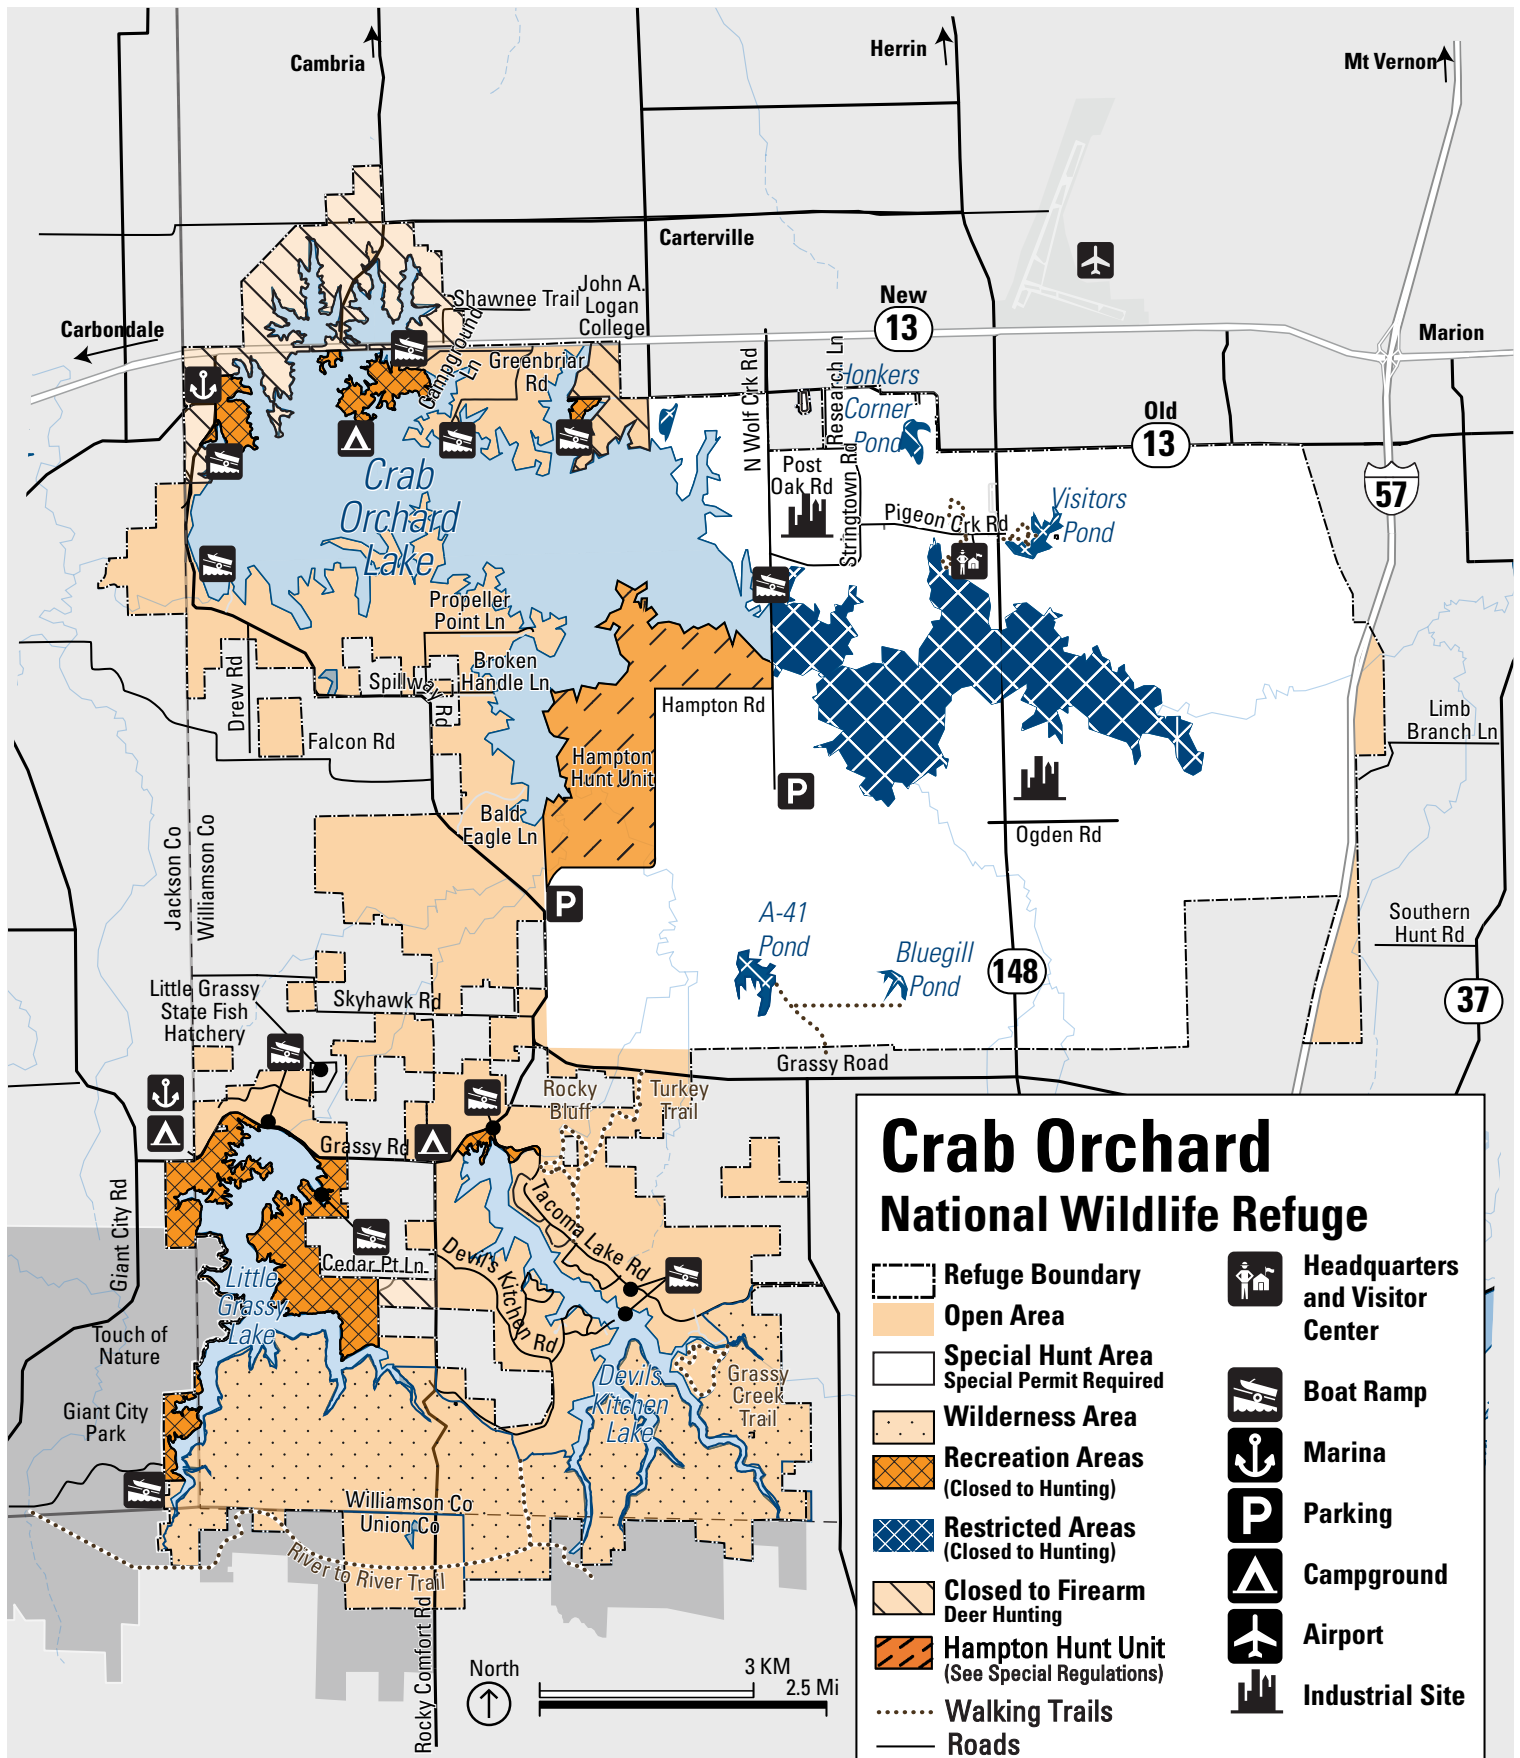 Cambria
Herrin
Mt Vernon
Carterville
Shawnee Trail
John A.
Logan
College
New
13
Carbondale
Marion
Campground
Ln
Greenbriar
Rd
N Wolf Crk Rd
Research Ln
Honkers
Corner
Pond
Old
13
Crab
Orchard
Lake
Post
Oak Rd
Stringtown Rd
Pigeon Crk Rd
Visitors
Pond
57
Propeller
Point Ln
Broken
Handle Ln
Spillway Rd
Drew Rd
Falcon Rd
Hampton Rd
Hampton
Hunt Unit
Limb
Branch Ln
P
Bald
Eagle Ln
Ogden Rd
Jackson Co
Williamson Co
P
A-41
Pond
Bluegill
Pond
148
Southern
Hunt Rd
37
Little Grassy
State Fish
Hatchery
Skyhawk Rd
Grassy Road
Rocky
Bluff
Turkey
Trail
Grassy Rd
Giant City Rd
Tacoma Lake Rd
Devil's Kitchen Rd
Cedar Pt Ln
Little
Grassy
Lake
Touch of
Nature
Giant City
Park
Devils
Kitchen
Lake
Grassy
Creek
Trail
Williamson Co
Union Co
River to River Trail
Rocky Comfort Rd
North
3 KM
2.5 Mi
Crab Orchard
National Wildlife Refuge
Refuge Boundary
Open Area
Special Hunt Area
Special Permit Required
Wilderness Area
Recreation Areas
(Closed to Hunting)
Restricted Areas
(Closed to Hunting)
Closed to Firearm
Deer Hunting
Hampton Hunt Unit
(See Special Regulations)
Walking Trails
Roads
Headquarters
and Visitor
Center
Boat Ramp
Marina
P
Parking
Campground
Airport
Industrial Site